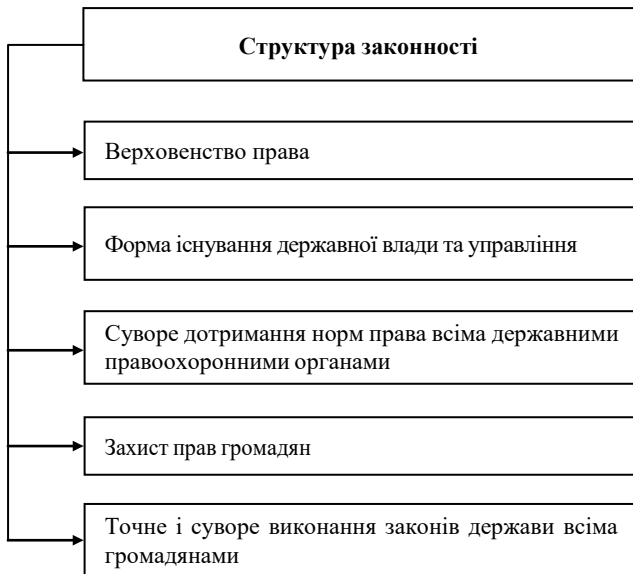 Структура законності
Верховенство права
Форма існування державної влади та управління
Суворе дотримання норм права всіма державними
правоохоронними органами
Захист прав громадян
Точне і суворе виконання законів держави всіма
громадянами